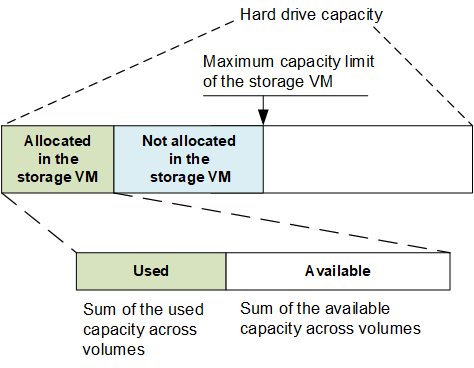 Hard drive capacity
Maximum capacity limit
of the storage VM
Allocated
in the
storage VM
Not allocated
in the
storage VM
Used
Available
Sum of the used
capacity across
volumes
Sum of the available
capacity across volumes